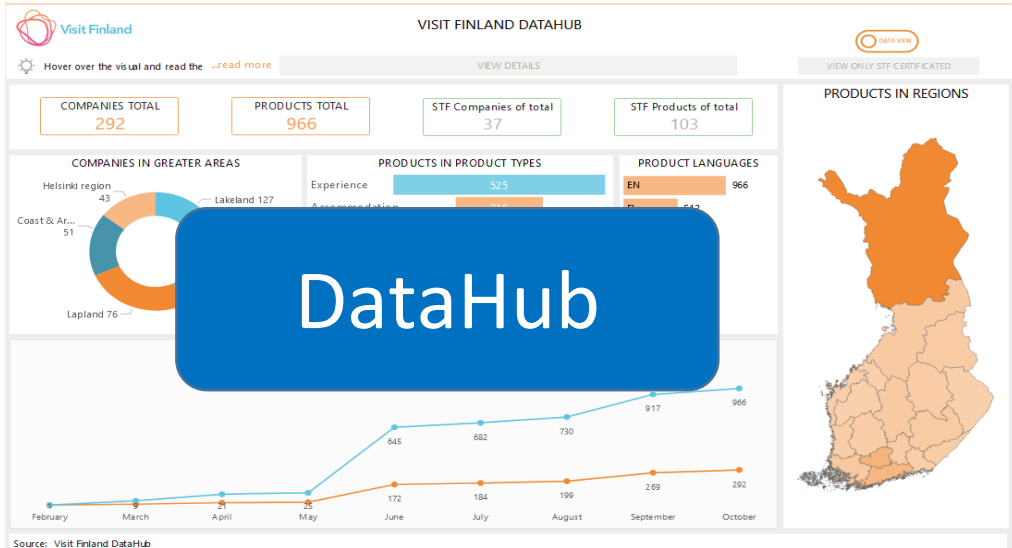 Visit Finland
VISIT FINLAND DATAHUB
DATA VIEW
Hover over the visual and read the ...read more
VIEW DETAILS
VIEW ONLY STF CERTIFICATED
COMPANIES TOTAL
292
PRODUCTS TOTAL
966
STF Companies of total
37
STF Products of total
103
PRODUCTS IN REGIONS
COMPANIES IN GREATER AREAS
Helsinki region
43
Lakeland 127
Coast & Ar...
51
Lapland 76
PRODUCTS IN PRODUCT TYPES
Experience
525
PRODUCT LANGUAGES
EN 966
DataHub
645
682
730
917
966
9
21
25
172
184
199
269
292
February March April May June July August September October
Source: Visit Finland DataHub